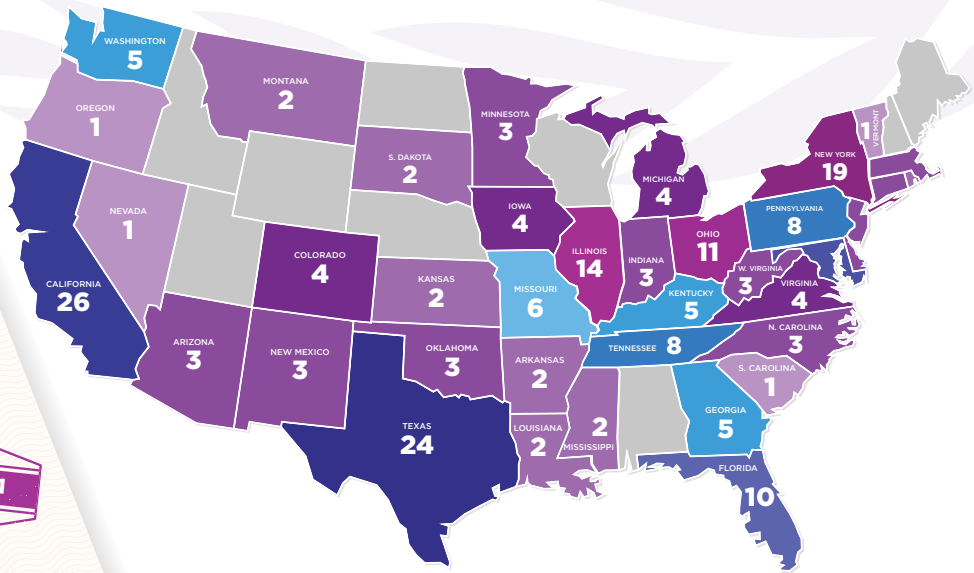 WASHINGTON
5
MONTANA
2
OREGON
1
MINNESOTA
3
VERMONT
1
NEW YORK
19
S. DAKOTA
2
MICHIGAN
4
NEVADA
1
IOWA
4
PENNSYLVANIA
8
OHIO
11
COLORADO
4
ILLINOIS
14
INDIANA
3
CALIFORNIA
26
KANSAS
2
MISSOURI
6
W. VIRGINIA
3
VIRGINIA
4
KENTUCKY
5
N. CAROLINA
3
ARIZONA
3
NEW MEXICO
3
OKLAHOMA
3
TENNESSEE 8
ARKANSAS
2
S. CAROLINA
1
GEORGIA
5
TEXAS
24
LOUISIANA
2
2
MISSISSIPPI
FLORIDA
10
1